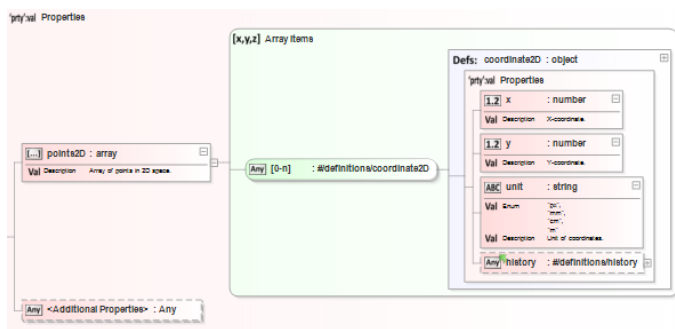 'prty':val Properties
[x,y,z] Array Items
Defs: coordinate2D : object
'prty':val Properties
1.2 x : number
Val Description X-coordinate.
1.2 y : number
[...] points2D : array
Val Description Array of points in 2D space.
Val Description Y-coordinate.
Any [0-n] : #/definitions/coordinate2D
ABC unit : string
Val Enum "px",
"mm",
"cm",
"m"
Val Description Unit of coordinates.
Any history : #/definitions/history
Any <Additional Properties> : Any